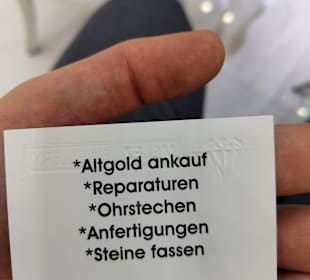 *Altgold ankauf
*Reparaturen
*Ohrstechen
*Anfertigungen
*Steine fassen